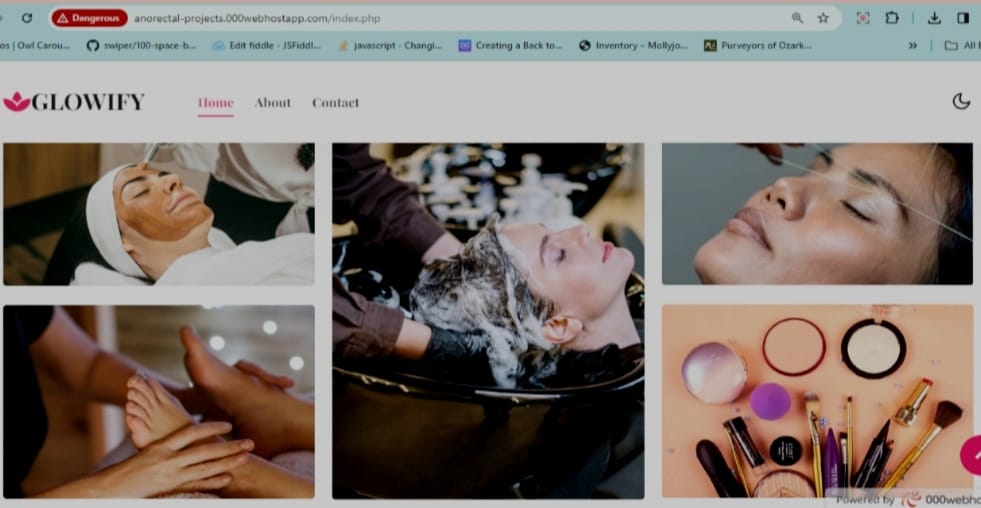 Dangerous anorectal-projects.000webhostapp.com/index.php
os | Owl Carou... swiper/100-space-b... Edit fiddle - JSFiddl... javascript - Changi... Creating a Back to... Inventory – Mollyjo... Purveyors of Ozark... » All
GLOWIFY Home About Contact
Powered by 000webho